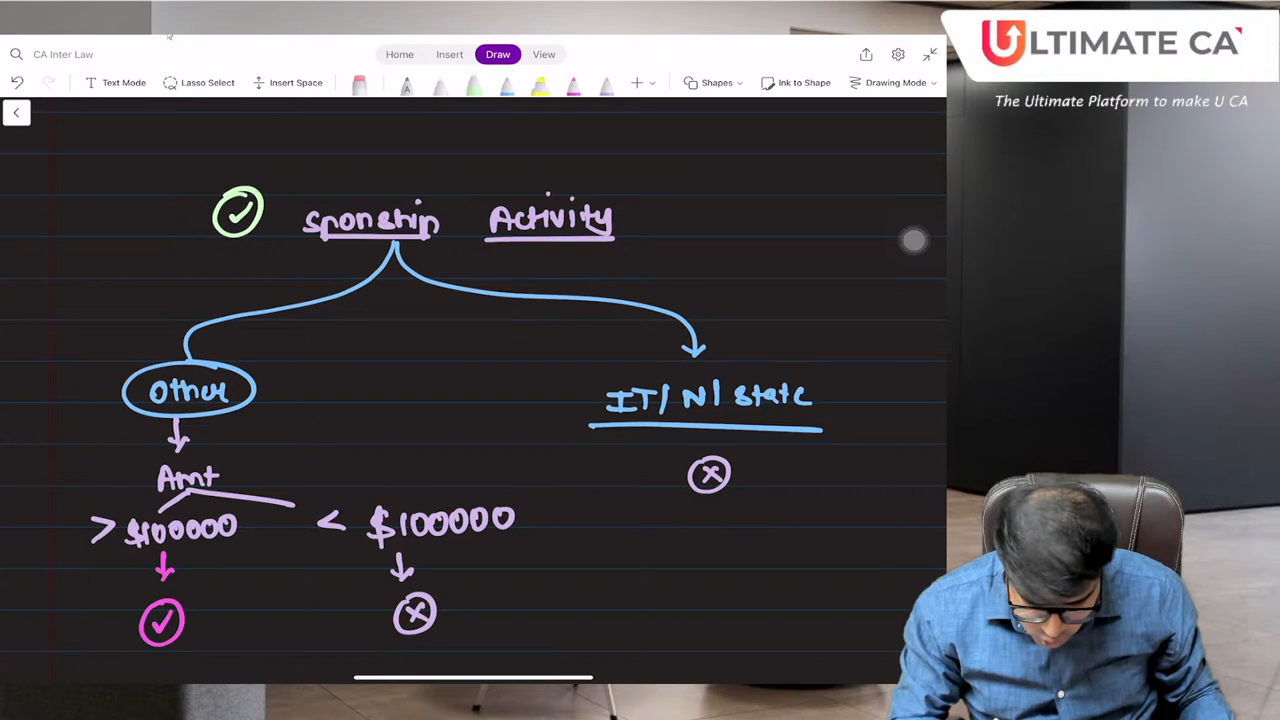 CA Inter Law
Home Insert Draw View
Text Mode Lasso Select Insert Space Shapes Ink to Shape Drawing Mode
ULTIMATE CA
The Ultimate Platform to make U CA
Sponship Activity
Other
IT/ N/ State
Amt
> $100000 < $100000